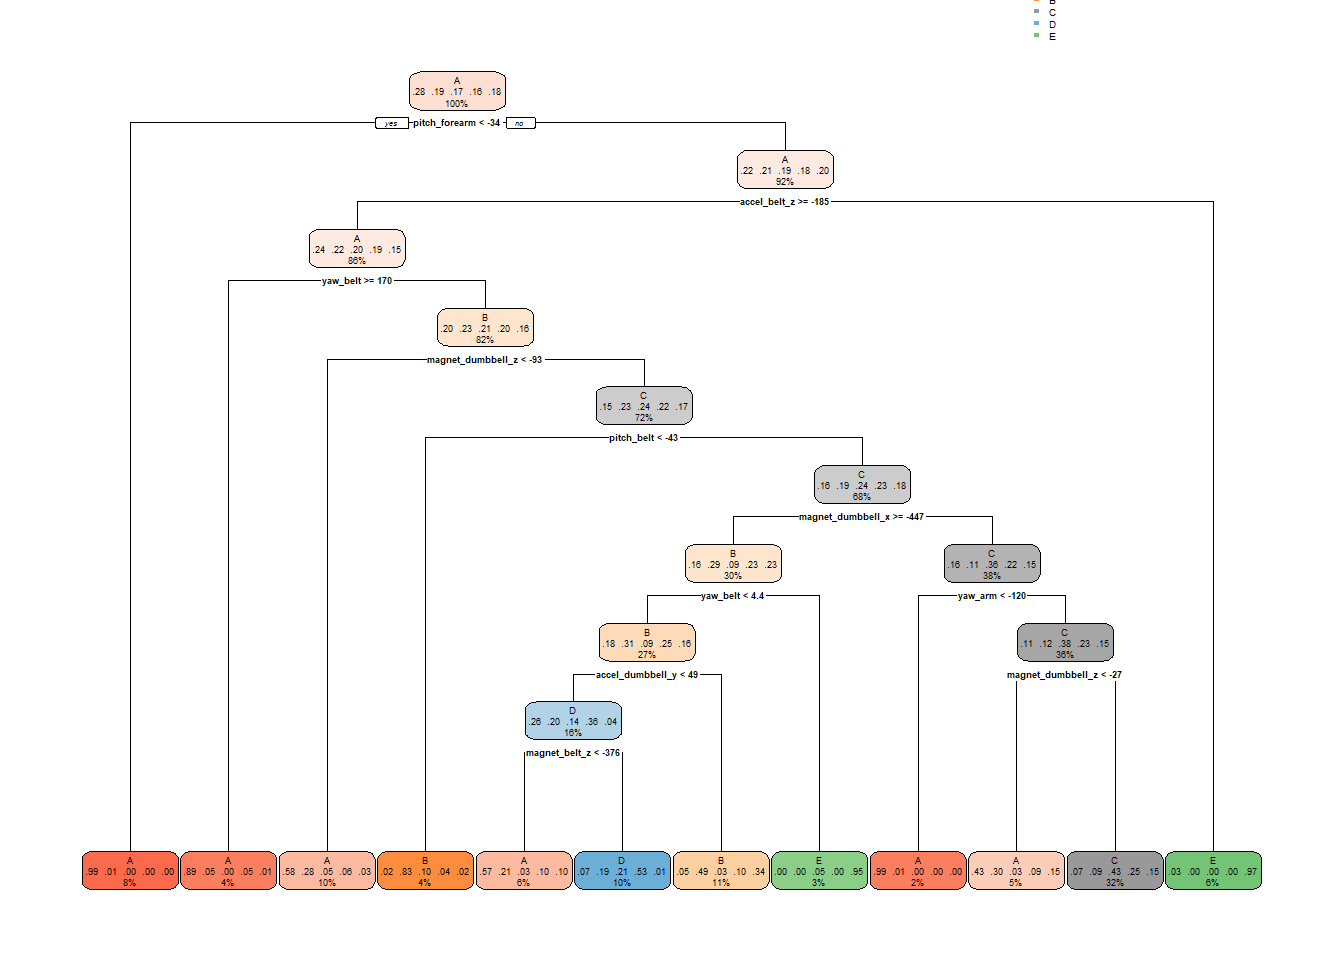 B
C
D
E
A
.28 .19 .17 .16 .18
100%
yes pitch_forearm < -34 no
A
.22 .21 .19 .18 .20
92%
accel_belt_z >= -185
A
.24 .22 .20 .19 .15
86%
yaw_belt >= 170
B
.20 .23 .21 .20 .16
82%
magnet_dumbbell_z < -93
C
.15 .23 .24 .22 .17
72%
pitch_belt < -43
C
.16 .19 .24 .23 .18
68%
magnet_dumbbell_x >= -447
B
.16 .29 .09 .23 .23
30%
C
.16 .11 .36 .22 .15
38%
yaw_belt < 4.4
yaw_arm < -120
B
.18 .31 .09 .25 .16
27%
C
.11 .12 .38 .23 .15
36%
accel_dumbbell_y < 49
magnet_dumbbell_z < -27
D
.26 .20 .14 .36 .04
16%
magnet_belt_z < -376
A
.99 .01 .00 .00 .00
8%
A
.89 .05 .00 .05 .01
4%
A
.58 .28 .05 .06 .03
10%
B
.02 .83 .10 .04 .02
4%
A
.57 .21 .03 .10 .10
6%
D
.07 .19 .21 .53 .01
10%
B
.05 .49 .03 .10 .34
11%
E
.00 .00 .05 .00 .95
3%
A
.99 .01 .00 .00 .00
2%
A
.43 .30 .03 .09 .15
5%
C
.07 .09 .43 .25 .15
32%
E
.03 .00 .00 .00 .97
6%